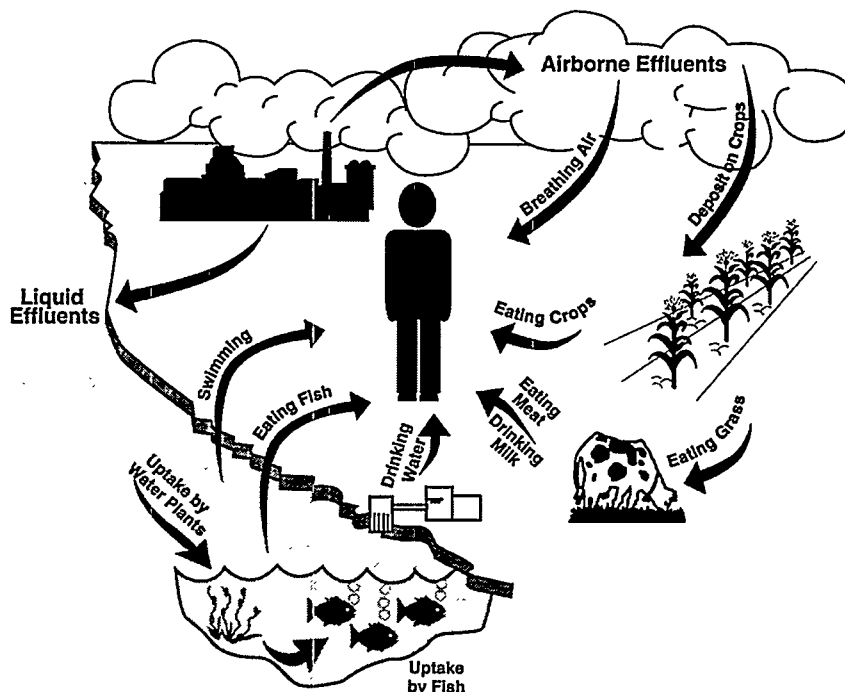 Airborne Effluents
Breathing Air
Deposit on Crops
Liquid
Effluents
Swimming
Eating Fish
Eating Crops
Eating
Meat
Drinking
Milk
Drinking
Water
Eating Grass
Uptake by
Water Plants
Uptake
by Fish